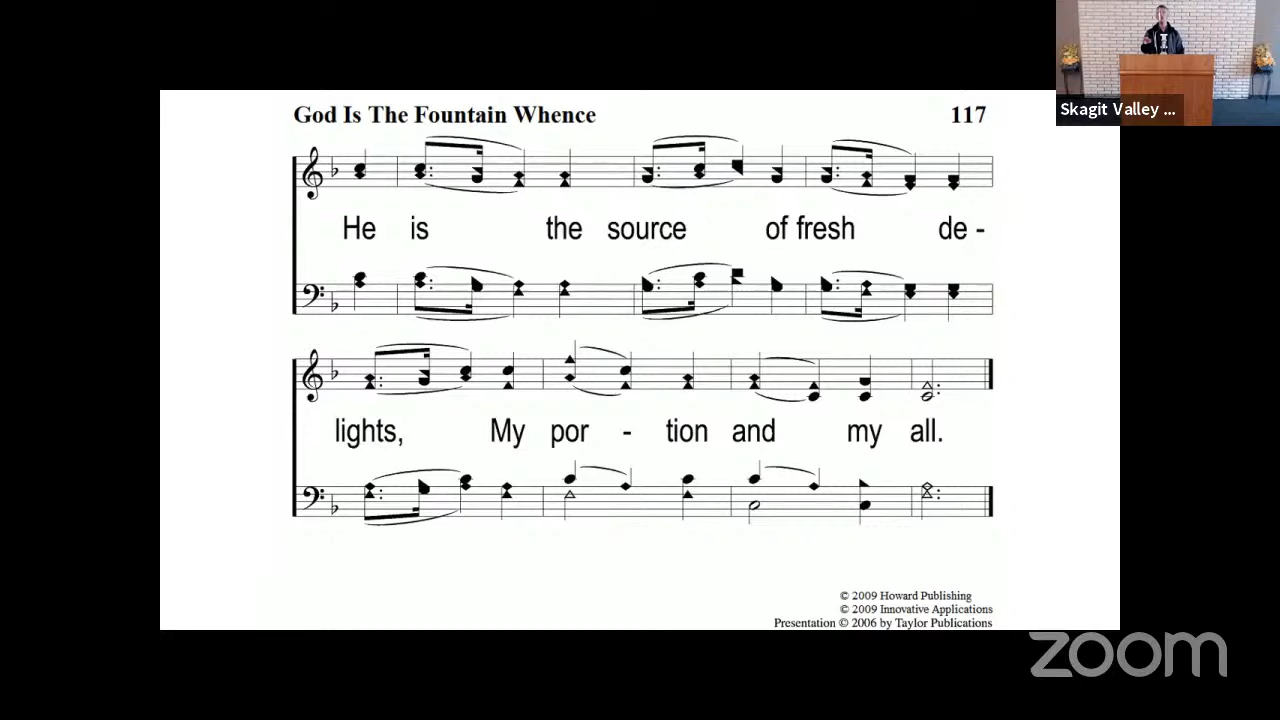 God Is The Fountain Whence 117
He is the source of fresh de -
lights, My por - tion and my all.
© 2009 Howard Publishing
© 2009 Innovative Applications
Presentation © 2006 by Taylor Publications
Skagit Valley ...
zoom